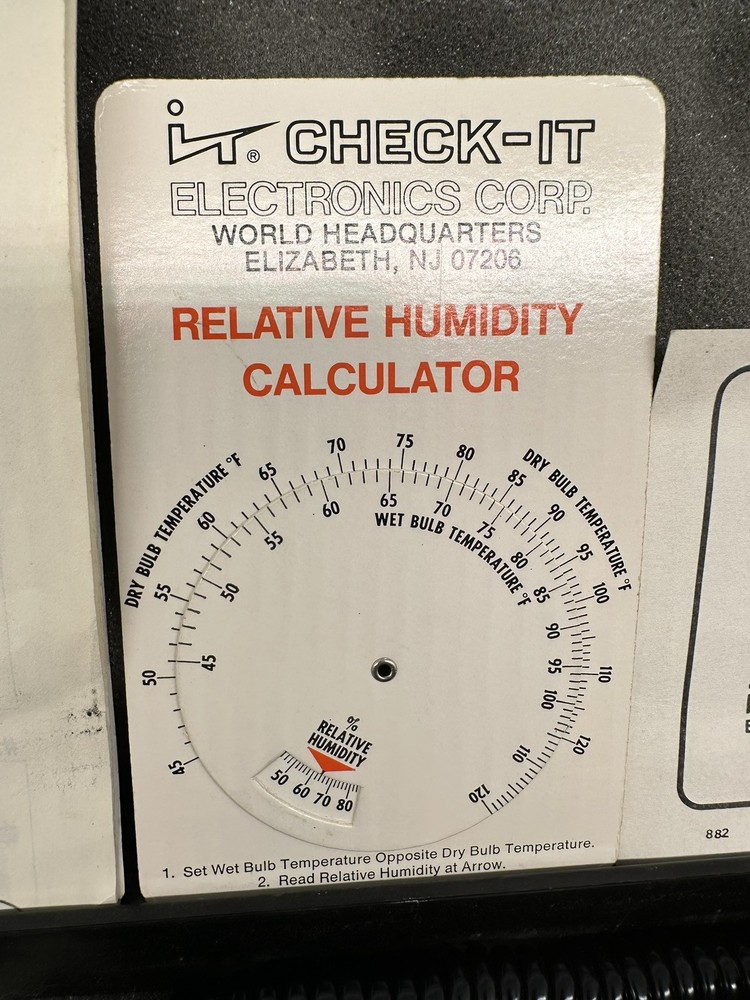 iT® CHECK-IT
ELECTRONICS CORP.
WORLD HEADQUARTERS
ELIZABETH, NJ 07206
RELATIVE HUMIDITY
CALCULATOR
DRY BULB TEMPERATURE °F
45 50 55 60 65 70 75 80 85 90 95 100 110 120
DRY BULB TEMPERATURE °F
45 50 55 60 65 70 75 80 85 90 95 100 110 120
WET BULB TEMPERATURE °F
%
RELATIVE
HUMIDITY
50 60 70 80
1. Set Wet Bulb Temperature Opposite Dry Bulb Temperature.
2. Read Relative Humidity at Arrow.
882